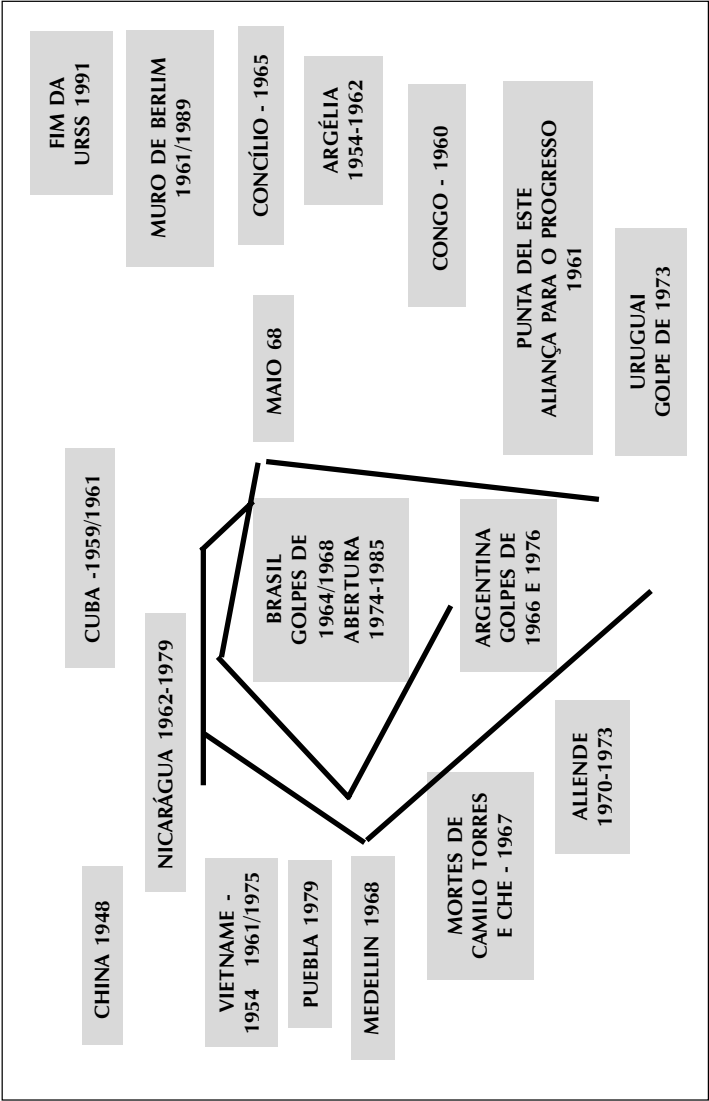 CHINA 1948
CUBA -1959/1961
FIM DA
URSS 1991
NICARÁGUA 1962-1979
MURO DE BERLIM
1961/1989
VIETNAME -
1954 1961/1975
MAIO 68
CONCÍLIO - 1965
PUEBLA 1979
BRASIL
GOLPES DE
1964/1968
ABERTURA
1974-1985
ARGÉLIA
1954-1962
MEDELLIN 1968
CONGO - 1960
MORTES DE
CAMILO TORRES
E CHE - 1967
ARGENTINA
GOLPES DE
1966 E 1976
PUNTA DEL ESTE
ALIANÇA PARA O PROGRESSO
1961
ALLENDE
1970-1973
URUGUAI
GOLPE DE 1973